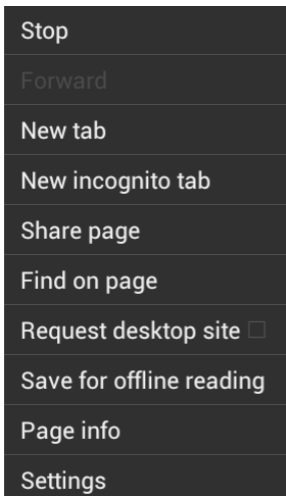 Stop
Forward
New tab
New incognito tab
Share page
Find on page
Request desktop site
Save for offline reading
Page info
Settings